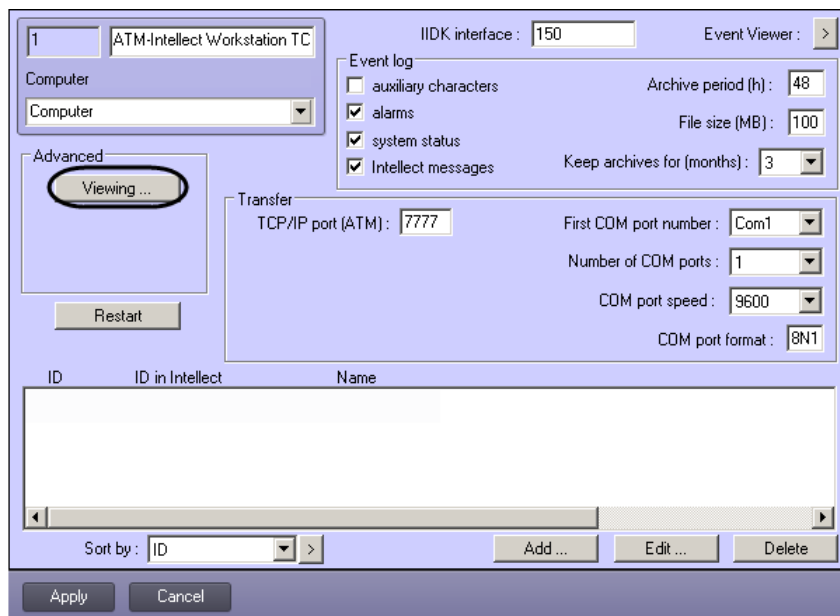 1 ATM-Intellect Workstation TC
IIDK interface : 150
Event Viewer : >
Computer
Computer
Event log
auxiliary characters
alarms
system status
Intellect messages
Archive period (h) : 48
File size (MB) : 100
Keep archives for (months) : 3
Advanced
Viewing ...
Restart
Transfer
TCP/IP port (ATM) : 7777
First COM port number : Com1
Number of COM ports : 1
COM port speed : 9600
COM port format : 8N1
ID ID in Intellect Name
Sort by : ID >
Add ... Edit ... Delete
Apply Cancel